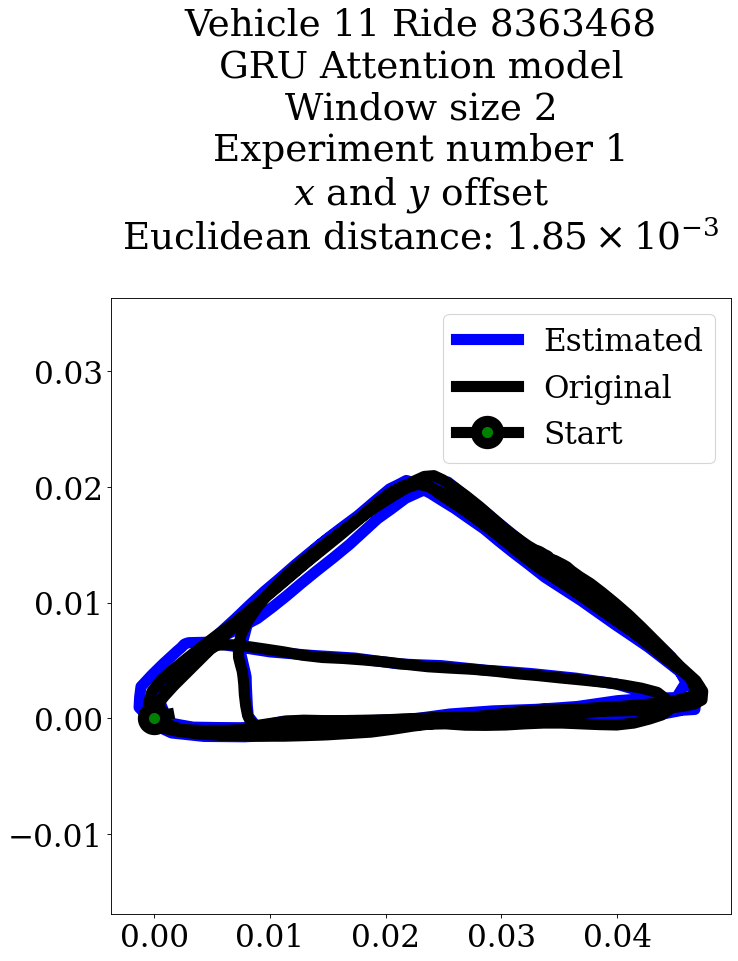 Vehicle 11 Ride 8363468
GRU Attention model
Window size 2
Experiment number 1
x and y offset
Euclidean distance: 1.85 × 10⁻³
Estimated
Original
Start
0.03
0.02
0.01
0.00
−0.01
0.00 0.01 0.02 0.03 0.04